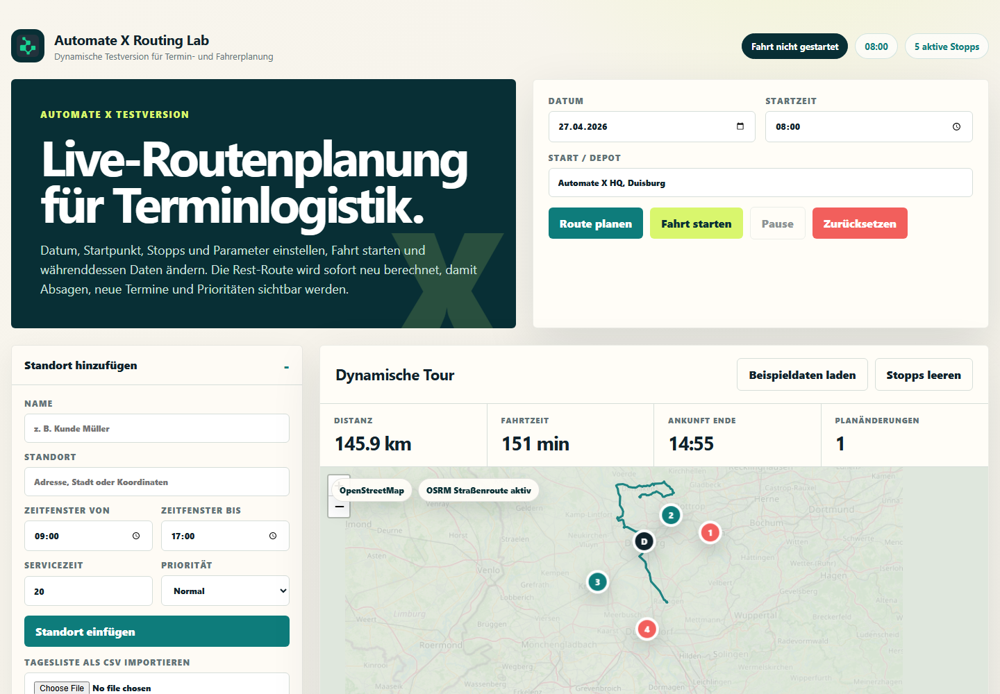 Automate X Routing Lab
Dynamische Testversion für Termin- und Fahrerplanung
Fahrt nicht gestartet
08:00
5 aktive Stopps
AUTOMATE X TESTVERSION
Live-Routenplanung
für Terminlogistik.
Datum, Startpunkt, Stopps und Parameter einstellen, Fahrt starten und
währenddessen Daten ändern. Die Rest-Route wird sofort neu berechnet, damit
Absagen, neue Termine und Prioritäten sichtbar werden.
X
DATUM
STARTZEIT
27.04.2026
08:00
START / DEPOT
Automate X HQ, Duisburg
Route planen
Fahrt starten
Pause
Zurücksetzen
Standort hinzufügen
-
NAME
z. B. Kunde Müller
STANDORT
Adresse, Stadt oder Koordinaten
ZEITFENSTER VON
ZEITFENSTER BIS
09:00
17:00
SERVICEZEIT
PRIORITÄT
20
Normal
Standort einfügen
TAGESLISTE ALS CSV IMPORTIEREN
Choose File No file chosen
Dynamische Tour
Beispieldaten laden
Stopps leeren
DISTANZ
FAHRTZEIT
ANKUNFT ENDE
PLANÄNDERUNGEN
145.9 km
151 min
14:55
1
OpenStreetMap
OSRM Straßenroute aktiv
−
Voerde
Kirchhellen
Recklinghausen
Kamen
Gladbeck
Castrop-Rauxel
Unna
Venray
Geldern
Kamp-Lintfort
Herne
Dortmund
2
Bochum
Deurne
Horst
Straelen
Neukirchen
Vluyn
D
1
Witten
Schwerte
Asten
Hattingen
Wetter (Ruhr)
Venlo
Kempen
Hagen
Iserloh
3
Grefrath
Velbert
Lobberich
Gevelsberg
Altena
Weert
Limburg
Viersen
Meerbusch
Mettmann
Wuppertal
Breckerfeld
Brüggen
Kaarst
4
Lüdenscheid
Roermond
Mönchengladbach
Radevormwald
Hilden
Solingen
Kinrooi
Wegberg
Wermelskirchen
Wipperfürth
Meinerzhagen
Maaseik
Wassenberg
Erkelenz
Grevenbroich
Dormagen
Langenfeld